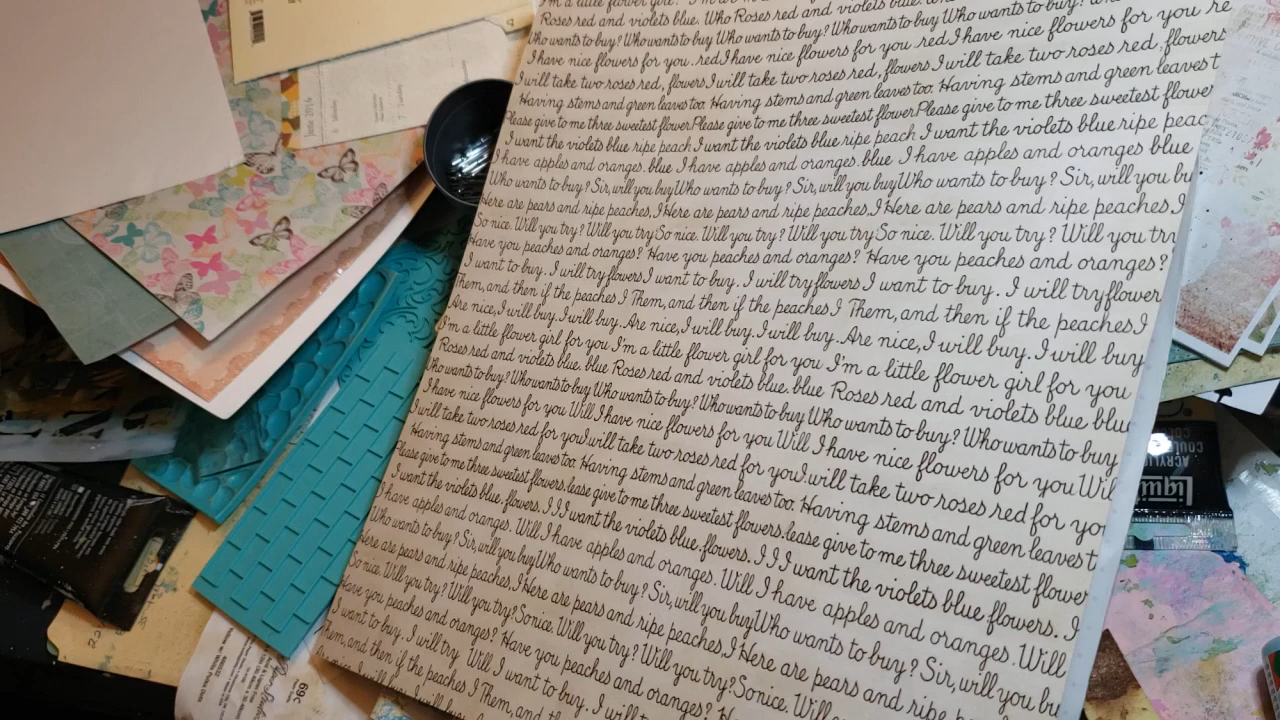 I'm a little flower girl.
Roses red and violets blue. Who Roses red and violets blue. Who Roses red and violets blue.
Who wants to buy? Who wants to buy Who wants to buy? Who wants to buy Who wants to buy? Who wants to buy
I have nice flowers for you. red I have nice flowers for you. red I have nice flowers for you re
I will take two roses red, flowers I will take two roses red, flowers I will take two roses red, flowers
Having stems and green leaves too. Having stems and green leaves too. Having stems and green leaves t
Please give to me three sweetest flower Please give to me three sweetest flower Please give to me three sweetest flower
I want the violets blue ripe peach I want the violets blue ripe peach I want the violets blue ripe peac
I have apples and oranges. blue I have apples and oranges. blue I have apples and oranges blue
Who wants to buy? Sir, will you buy Who wants to buy? Sir, will you buy Who wants to buy? Sir, will you bu
Here are pears and ripe peaches, I Here are pears and ripe peaches, I Here are pears and ripe peaches I
So nice. Will you try? Will you try So nice. Will you try? Will you try So nice. Will you try? Will you try
Have you peaches and oranges? Have you peaches and oranges? Have you peaches and oranges?
I want to buy. I will try flowers I want to buy. I will try flowers I want to buy. I will try flower
Them, and then if the peaches I Them, and then if the peaches I Them, and then if the peaches I
Are nice, I will buy. I will buy. Are nice, I will buy. I will buy. Are nice, I will buy. I will buy
I'm a little flower girl for you I'm a little flower girl for you I'm a little flower girl for you
Roses red and violets blue. blue Roses red and violets blue. blue Roses red and violets blue blue
Who wants to buy? Who wants to buy Who wants to buy? Who wants to buy Who wants to buy? Who wants to buy
I have nice flowers for you Will I have nice flowers for you Will I have nice flowers for you Wil
I will take two roses red for you I will take two roses red for you I will take two roses red for yo
Having stems and green leaves too. Having stems and green leaves too. Having stems and green leaves t
Please give to me three sweetest flowers. lease give to me three sweetest flowers. lease give to me three sweetest flower
I want the violets blue, flowers. I I I want the violets blue, flowers. I I I want the violets blue flowers. I
I have apples and oranges. Will I have apples and oranges. Will I have apples and oranges. Will
Who wants to buy? Sir, will you buy Who wants to buy? Sir, will you buy Who wants to buy? Sir, will you bu
Here are pears and ripe peaches, I Here are pears and ripe peaches I Here are pears and ripe
So nice. Will you try? Will you try? So nice. Will you try? Will you try? So nice. Will
Have you peaches and oranges? Have you peaches and oranges? Ha
I want to buy. I will try Will I want to buy. I will
Them, and then if the peaches I Them, and the
June 2016
Liquit
ACRYLIC
COULE
69¢